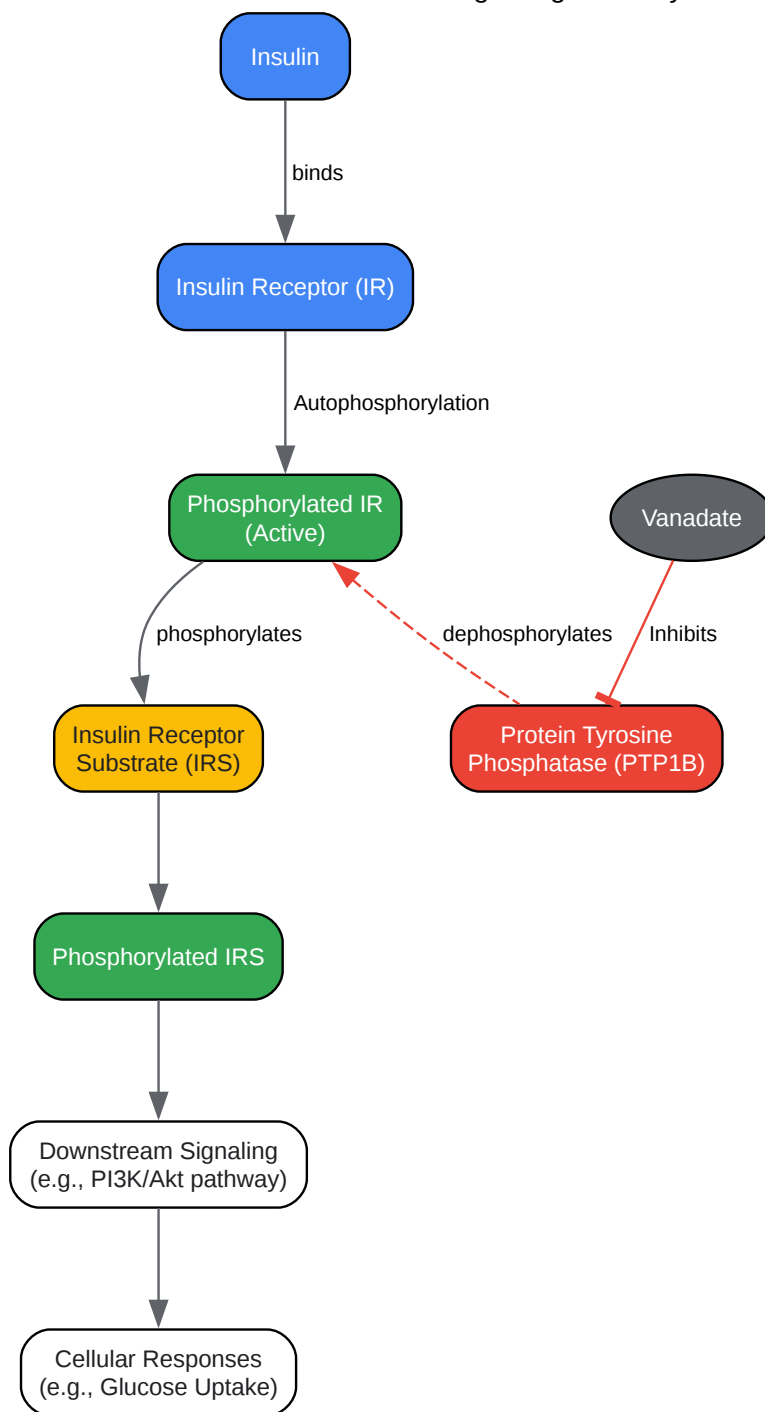 Insulin
binds
Insulin Receptor (IR)
Autophosphorylation
Phosphorylated IR
(Active)
Vanadate
phosphorylates
dephosphorylates
Inhibits
Insulin Receptor
Substrate (IRS)
Protein Tyrosine
Phosphatase (PTP1B)
Phosphorylated IRS
Downstream Signaling
(e.g., PI3K/Akt pathway)
Cellular Responses
(e.g., Glucose Uptake)